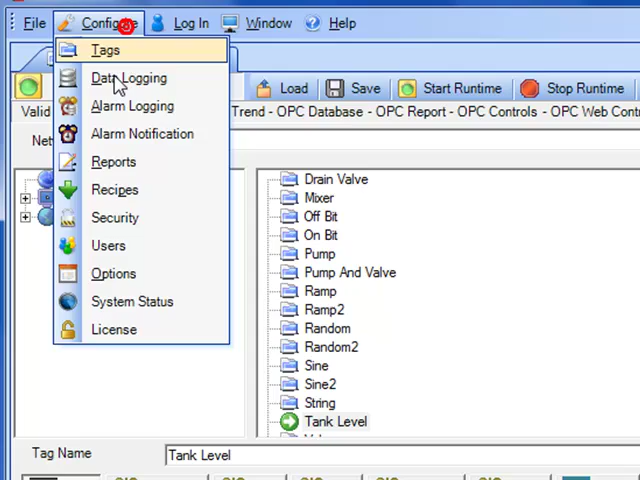 File Configure Log In Window Help
Tags
Data Logging
Load Save Start Runtime Stop Runtime
Alarm Logging
Valid Trend - OPC Database - OPC Report - OPC Controls - OPC Web Contr
Alarm Notification
Net
Reports
Recipes
Security
Users
Options
System Status
License
Drain Valve
Mixer
Off Bit
On Bit
Pump
Pump And Valve
Ramp
Ramp2
Random
Random2
Sine
Sine2
String
Tank Level
Tag Name Tank Level